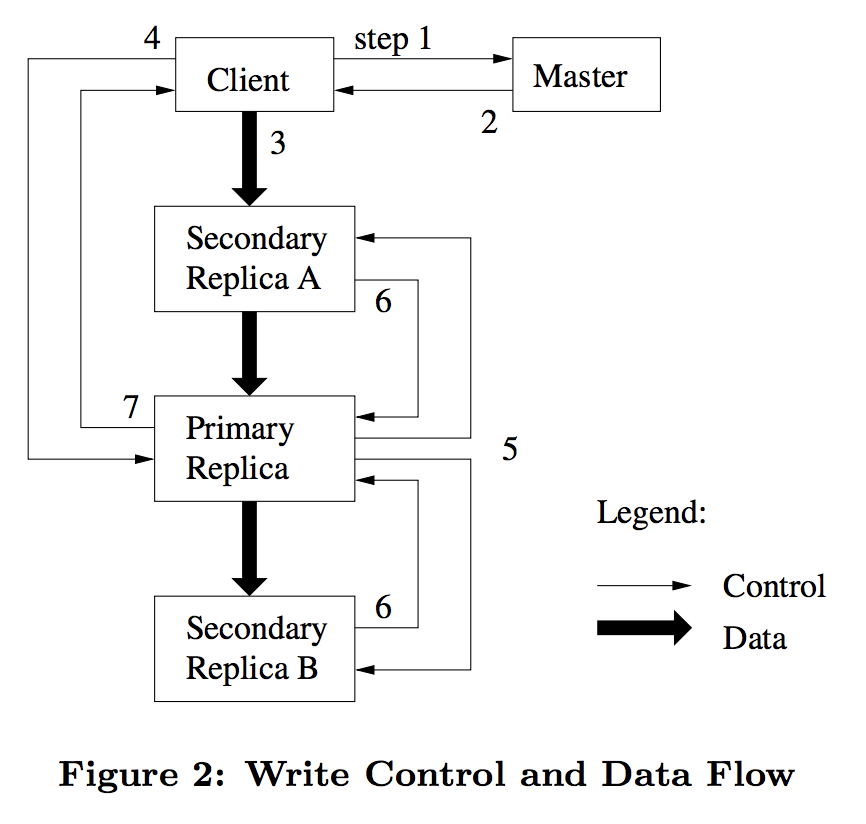 4
step 1
Client
Master
2
3
Secondary
Replica A
6
7
Primary
Replica
5
Legend:
Control
Data
6
Secondary
Replica B
Figure 2: Write Control and Data Flow